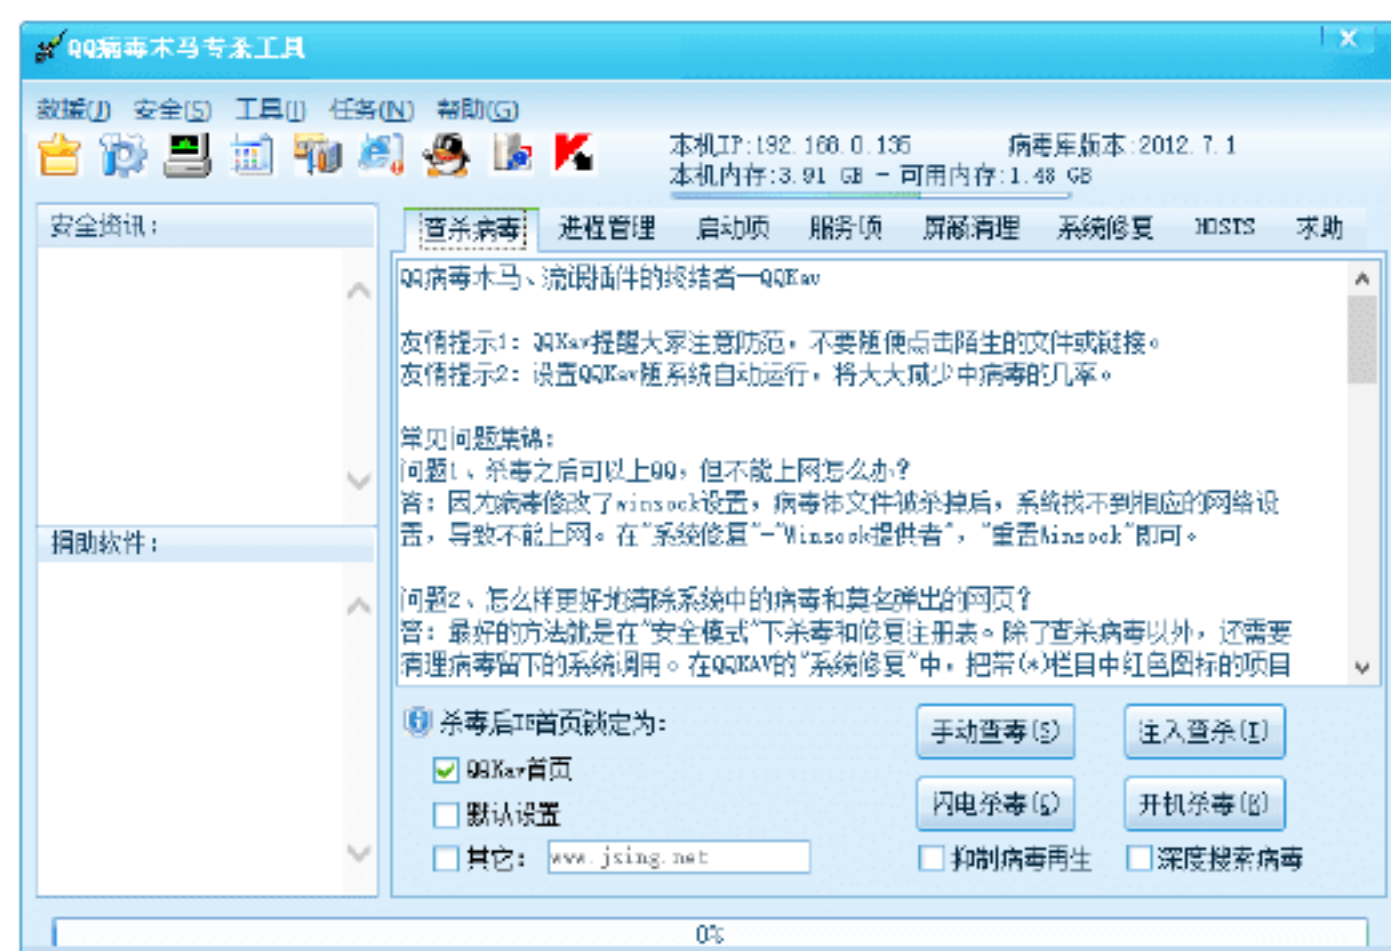 QQ病毒木马专杀工具
救援(J) 安全(S) 工具(I) 任务(N) 帮助(G)
本机IP:192.168.0.135 病毒库版本:2012.7.1
本机内存:3.91 GB - 可用内存:1.48 GB
安全资讯:
查杀病毒 进程管理 启动项 服务项 屏蔽清理 系统修复 HOSTS 求助
QQ病毒木马、流氓插件的终结者—QQKav
友情提示1: QQKav提醒大家注意防范，不要随便点击陌生的文件或链接。
友情提示2: 设置QQKav随系统自动运行，将大大减少中病毒的几率。
常见问题集锦:
问题1、杀毒之后可以上QQ，但不能上网怎么办?
答: 因为病毒修改了winsock设置，病毒体文件被杀掉后，系统找不到相应的网络设
置，导致不能上网。在"系统修复"-"Winsock提供者"，"重置Winsock"即可。
捐助软件:
问题2、怎么样更好地清除系统中的病毒和莫名弹出的网页?
答: 最好的方法就是在"安全模式"下杀毒和修复注册表。除了查杀病毒以外，还需要
清理病毒留下的系统调用。在QQKAV的"系统修复"中，把带(*)栏目中红色图标的项目
杀毒后IE首页锁定为:
QQKav首页
默认设置
其它: www.jsing.net
手动查毒(S) 注入查杀(I)
闪电杀毒(Q) 开机杀毒(B)
抑制病毒再生 深度搜索病毒
0%